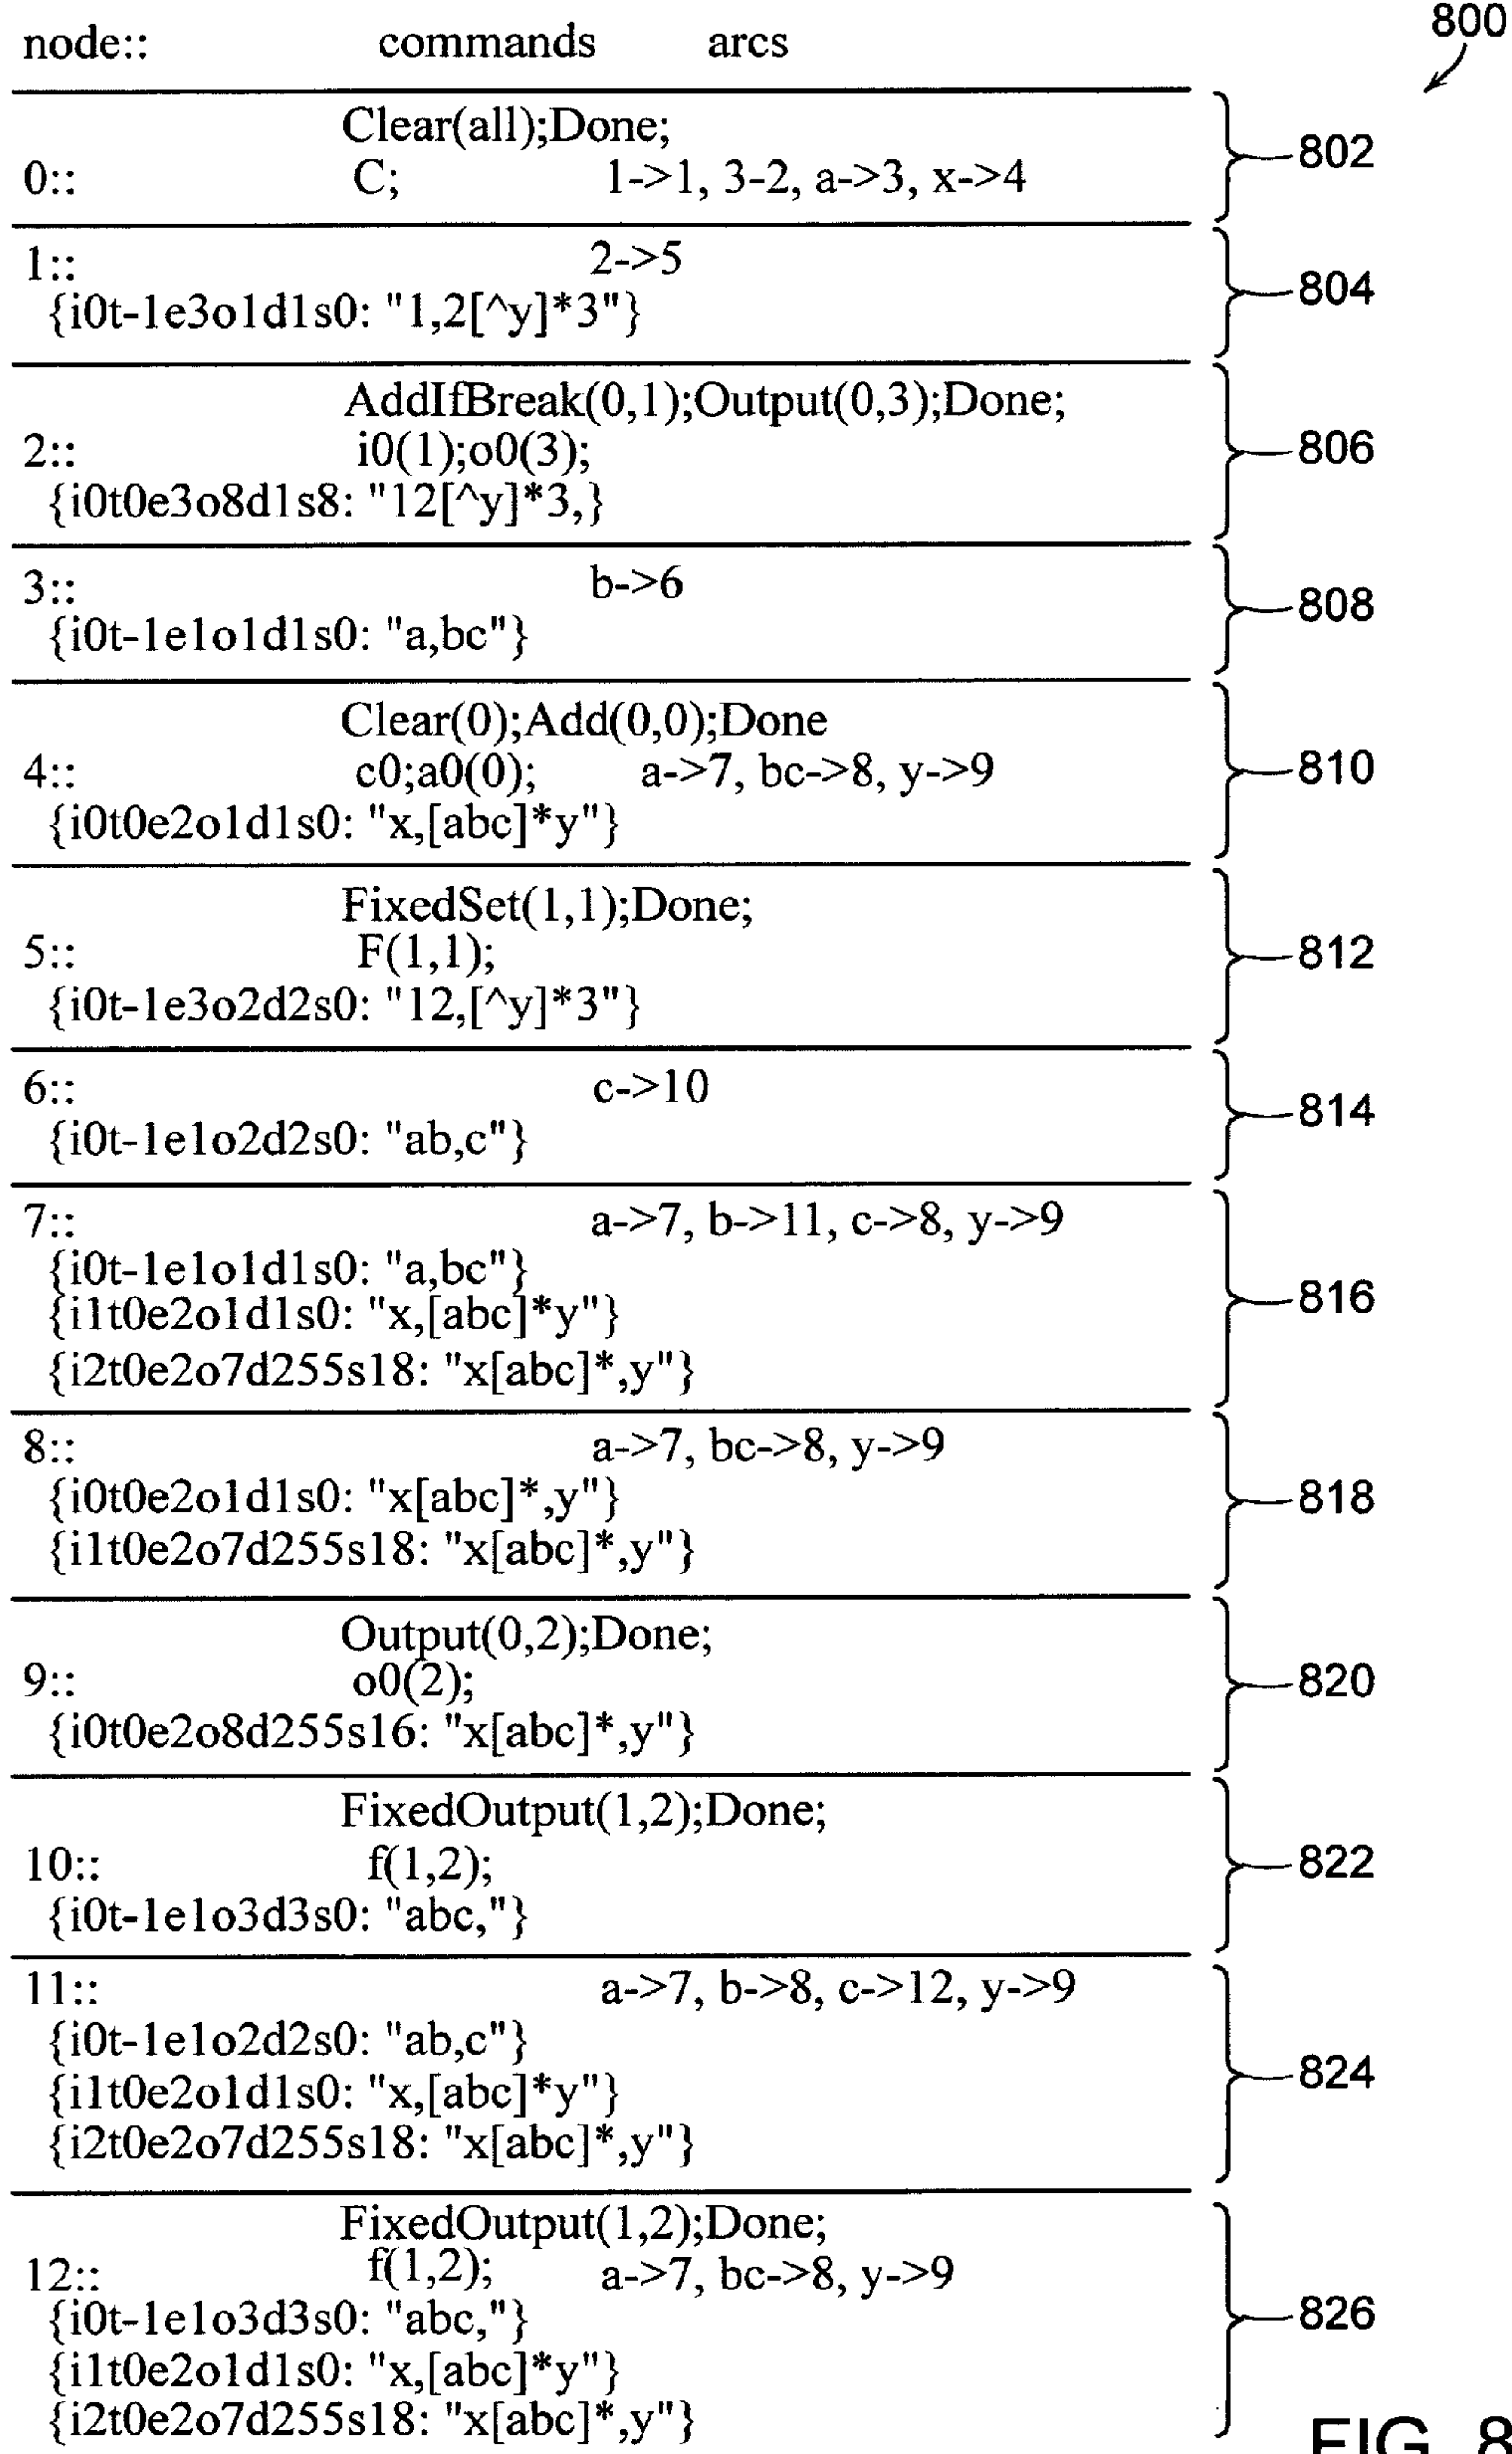 800
node:: commands arcs
Clear(all);Done;
0:: C; 1->1, 3-2, a->3, x->4
802
1:: 2->5
{i0t-1e3o1d1s0: "1,2[^y]*3"}
804
AddIfBreak(0,1);Output(0,3);Done;
2:: i0(1);o0(3);
{i0t0e3o8d1s8: "12[^y]*3,}
806
3:: b->6
{i0t-1e1o1d1s0: "a,bc"}
808
Clear(0);Add(0,0);Done
4:: c0;a0(0); a->7, bc->8, y->9
{i0t0e2o1d1s0: "x,[abc]*y"}
810
FixedSet(1,1);Done;
5:: F(1,1);
{i0t-1e3o2d2s0: "12,[^y]*3"}
812
6:: c->10
{i0t-1e1o2d2s0: "ab,c"}
814
7:: a->7, b->11, c->8, y->9
{i0t-1e1o1d1s0: "a,bc"}
{i1t0e2o1d1s0: "x,[abc]*y"}
{i2t0e2o7d255s18: "x[abc]*,y"}
816
8:: a->7, bc->8, y->9
{i0t0e2o1d1s0: "x[abc]*,y"}
{i1t0e2o7d255s18: "x[abc]*,y"}
818
Output(0,2);Done;
9:: o0(2);
{i0t0e2o8d255s16: "x[abc]*,y"}
820
FixedOutput(1,2);Done;
10:: f(1,2);
{i0t-1e1o3d3s0: "abc,"}
822
11:: a->7, b->8, c->12, y->9
{i0t-1e1o2d2s0: "ab,c"}
{i1t0e2o1d1s0: "x,[abc]*y"}
{i2t0e2o7d255s18: "x[abc]*,y"}
824
FixedOutput(1,2);Done;
12:: f(1,2); a->7, bc->8, y->9
{i0t-1e1o3d3s0: "abc,"}
{i1t0e2o1d1s0: "x,[abc]*y"}
{i2t0e2o7d255s18: "x[abc]*,y"}
826
FIG. 8